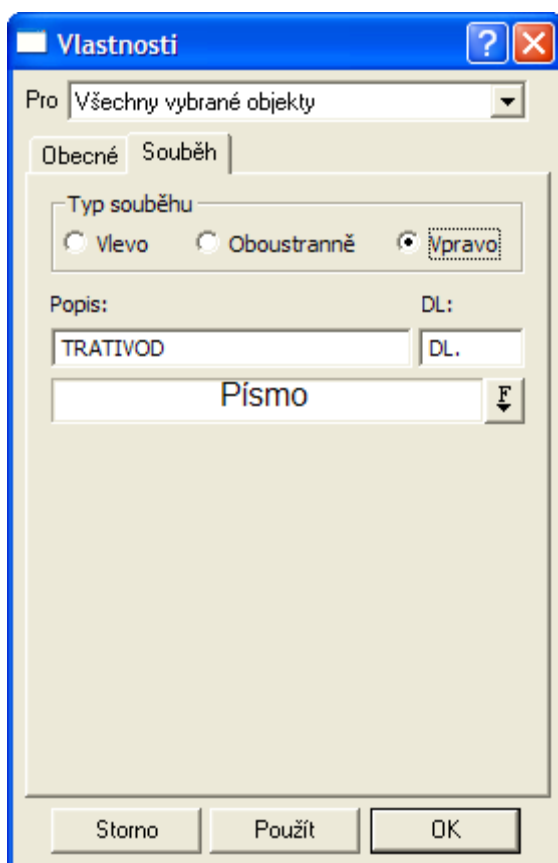 Vlastnosti
Pro Všechny vybrané objekty
Obecné Souběh
Typ souběhu
Vlevo Oboustranně Vpravo
Popis: DL:
TRATIVOD DL.
Písmo F
Storno Použít OK